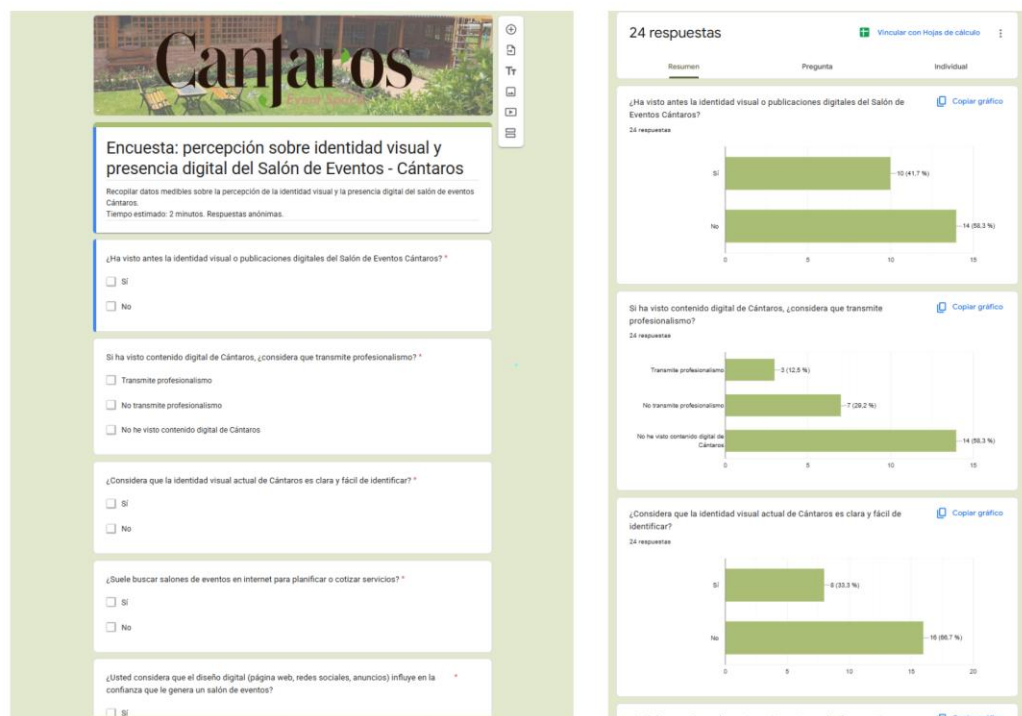 Cantaros
Event Space
Encuesta: percepción sobre identidad visual y
presencia digital del Salón de Eventos - Cántaros
Recopilar datos medibles sobre la percepción de la identidad visual y la presencia digital del salón de eventos
Cántaros.
Tiempo estimado: 2 minutos. Respuestas anónimas.
¿Ha visto antes la identidad visual o publicaciones digitales del Salón de Eventos Cántaros? *
Sí
No
Si ha visto contenido digital de Cántaros, ¿considera que transmite profesionalismo? *
Transmite profesionalismo
No transmite profesionalismo
No he visto contenido digital de Cántaros
¿Considera que la identidad visual actual de Cántaros es clara y fácil de identificar? *
Sí
No
¿Suele buscar salones de eventos en internet para planificar o cotizar servicios? *
Sí
No
¿Usted considera que el diseño digital (página web, redes sociales, anuncios) influye en la *
confianza que le genera un salón de eventos?
Sí
Tт
24 respuestas
Vincular con Hojas de cálculo
Resumen Pregunta Individual
¿Ha visto antes la identidad visual o publicaciones digitales del Salón de Copiar gráfico
Eventos Cántaros?
24 respuestas
Sí 10 (41,7 %)
No 14 (58,3 %)
0 5 10 15
Si ha visto contenido digital de Cántaros, ¿considera que transmite Copiar gráfico
profesionalismo?
24 respuestas
Transmite profesionalismo 3 (12,5 %)
No transmite profesionalismo 7 (29,2 %)
No he visto contenido digital de
Cántaros 14 (58,3 %)
0 5 10 15
¿Considera que la identidad visual actual de Cántaros es clara y fácil de Copiar gráfico
identificar?
24 respuestas
Sí 8 (33,3 %)
No 16 (66,7 %)
0 5 10 15 20